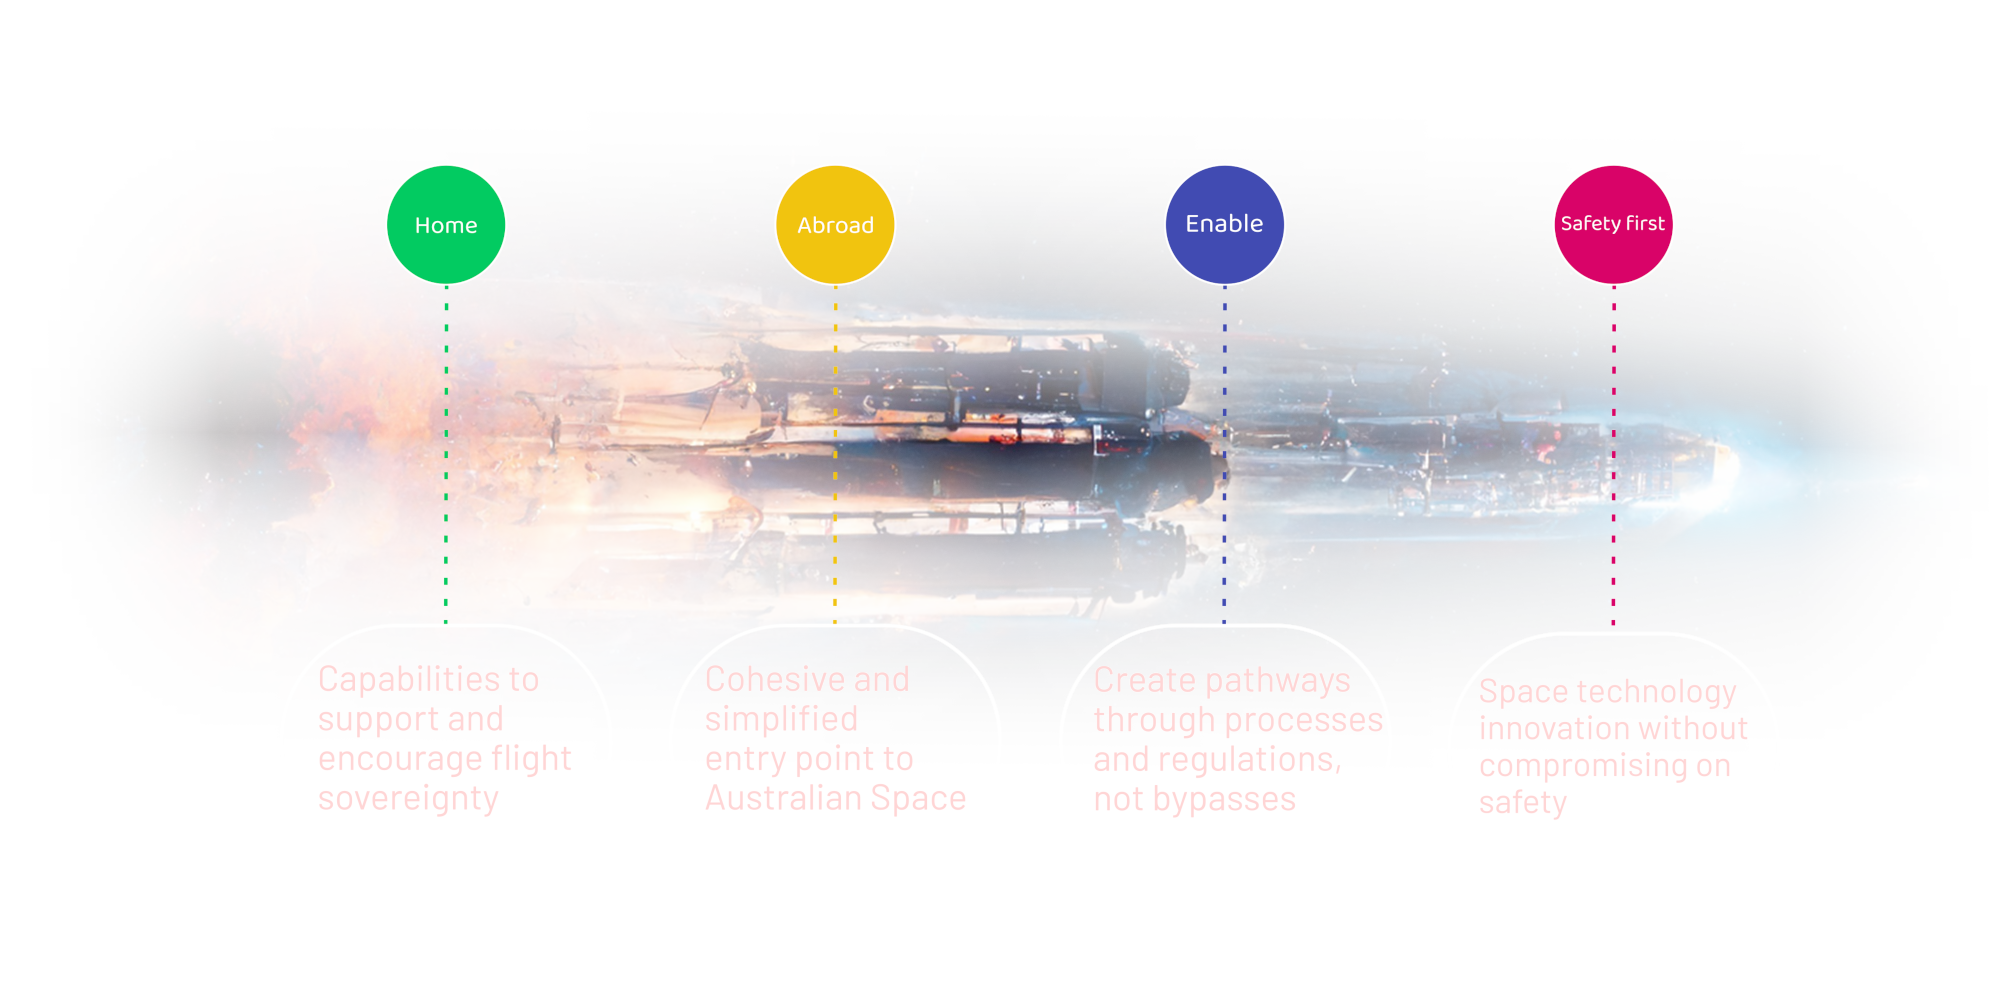 Home
Abroad
Enable
Safety first
Capabilities to
support and
encourage flight
sovereignty
Cohesive and
simplified
entry point to
Australian Space
Create pathways
through processes
and regulations,
not bypasses
Space technology
innovation without
compromising on
safety